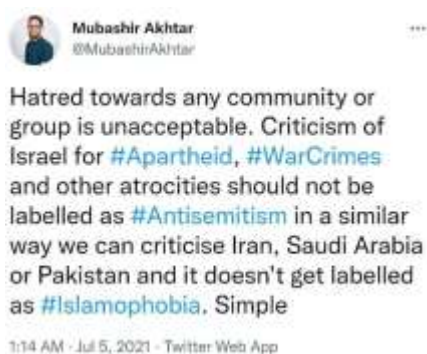 Mubashir Akhtar
@MubashirAkhtar
Hatred towards any community or
group is unacceptable. Criticism of
Israel for #Apartheid, #WarCrimes
and other atrocities should not be
labelled as #Antisemitism in a similar
way we can criticise Iran, Saudi Arabia
or Pakistan and it doesn't get labelled
as #Islamophobia. Simple
1:14 AM · Jul 5, 2021 · Twitter Web App